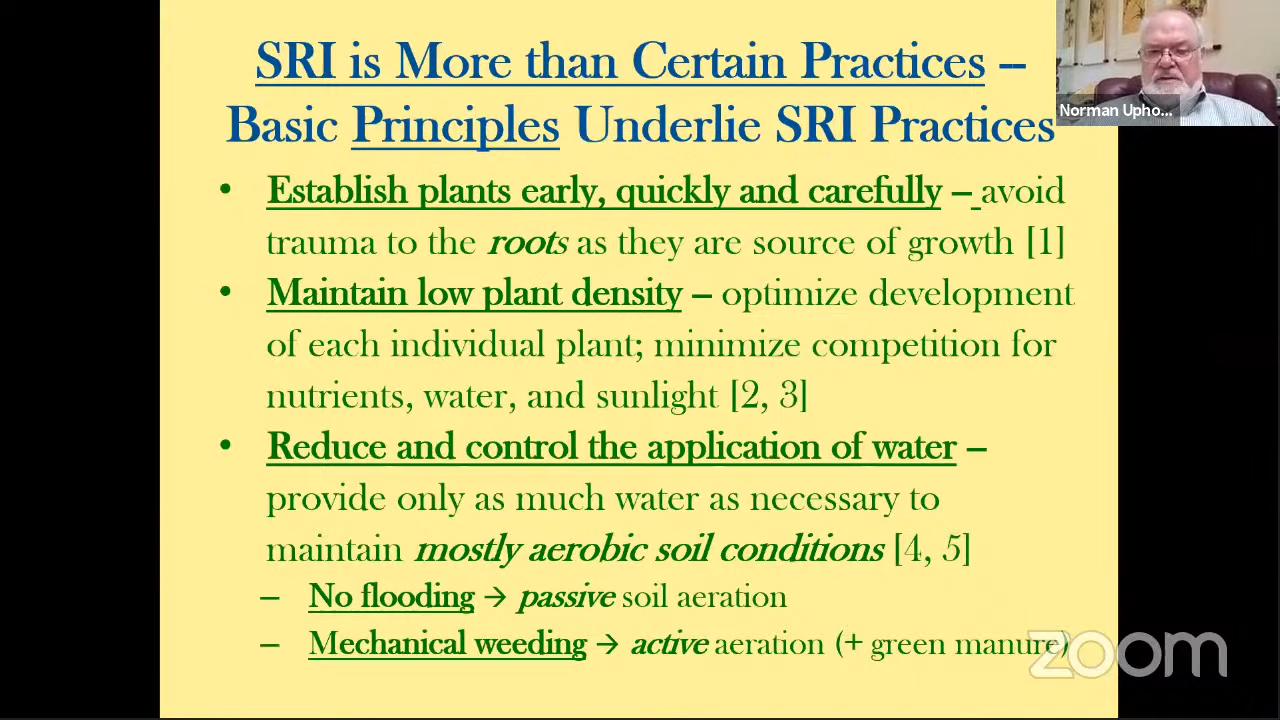 SRI is More than Certain Practices –
Basic Principles Underlie SRI Practices
Norman Upho...
• Establish plants early, quickly and carefully – avoid
trauma to the roots as they are source of growth [1]
• Maintain low plant density – optimize development
of each individual plant; minimize competition for
nutrients, water, and sunlight [2, 3]
• Reduce and control the application of water –
provide only as much water as necessary to
maintain mostly aerobic soil conditions [4, 5]
– No flooding → passive soil aeration
– Mechanical weeding → active aeration (+ green manure)
zoom